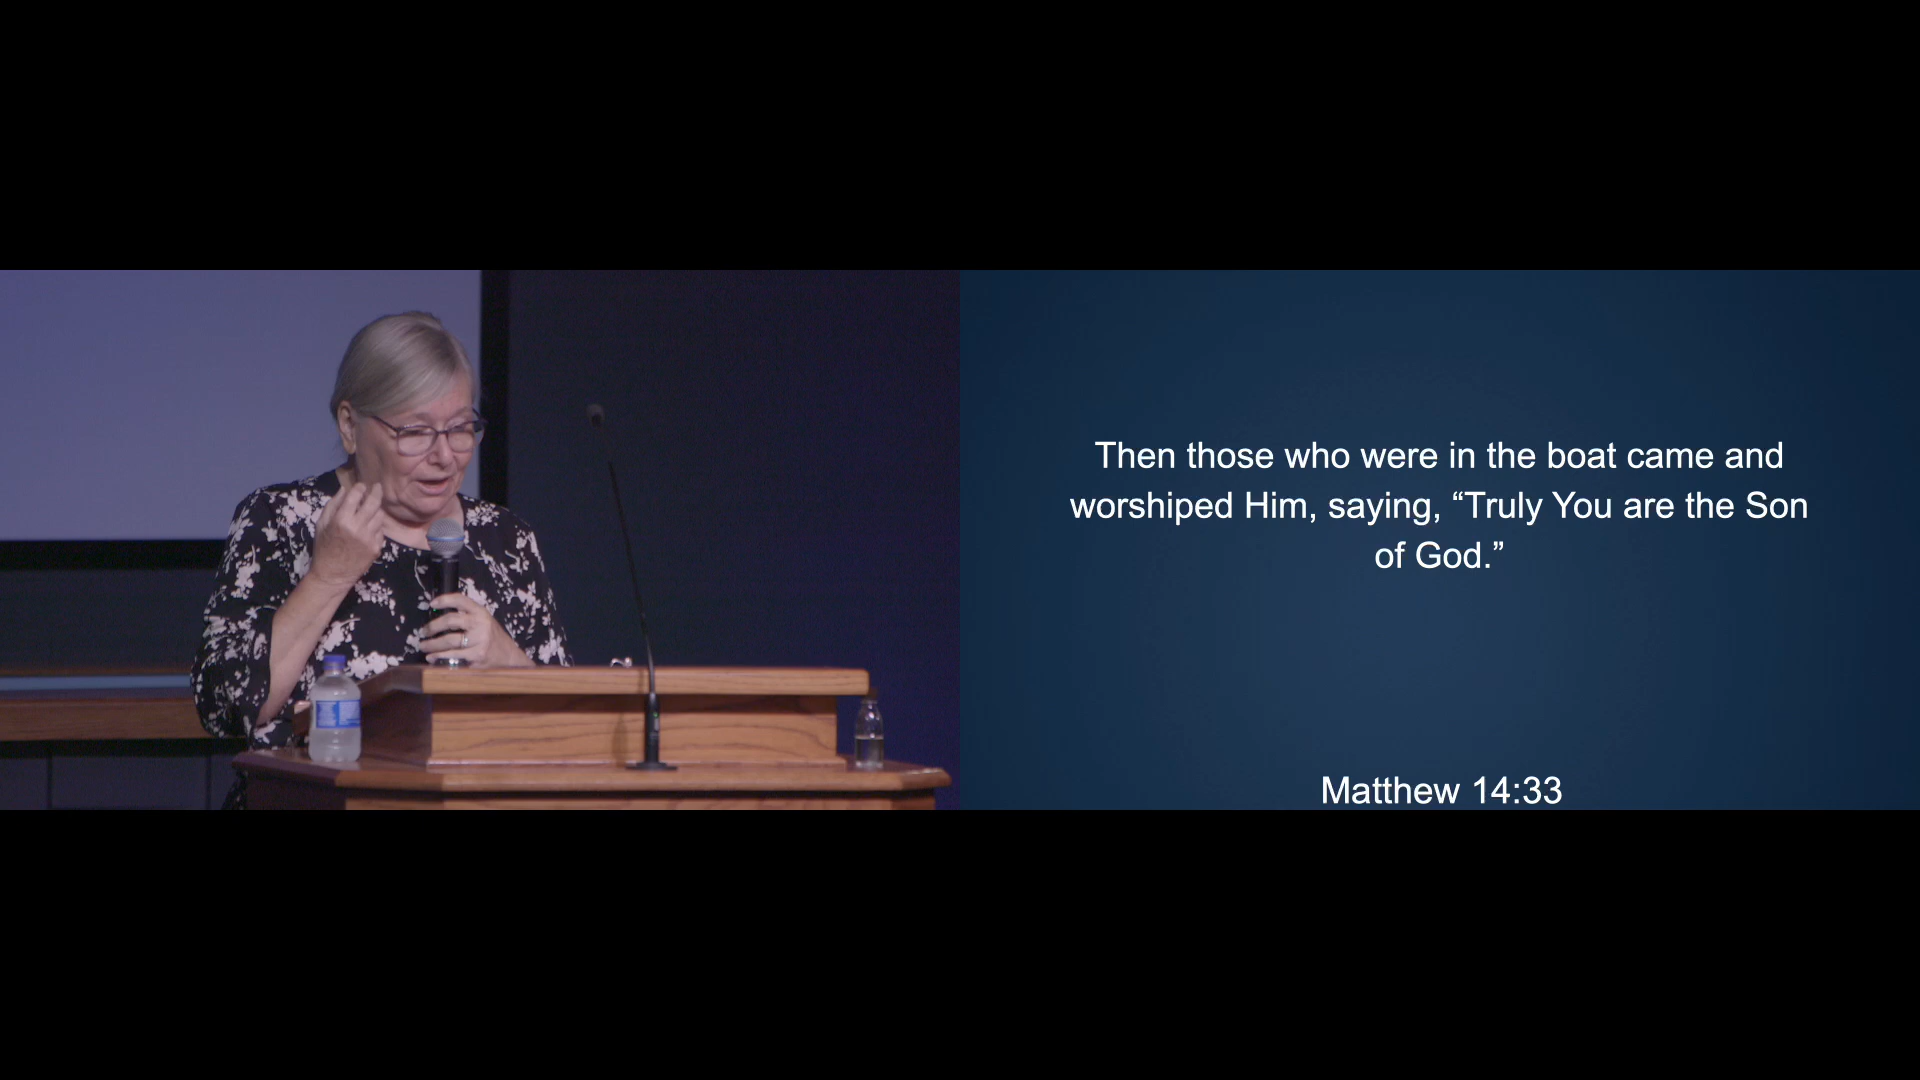 Then those who were in the boat came and
worshiped Him, saying, “Truly You are the Son
of God.”
Matthew 14:33